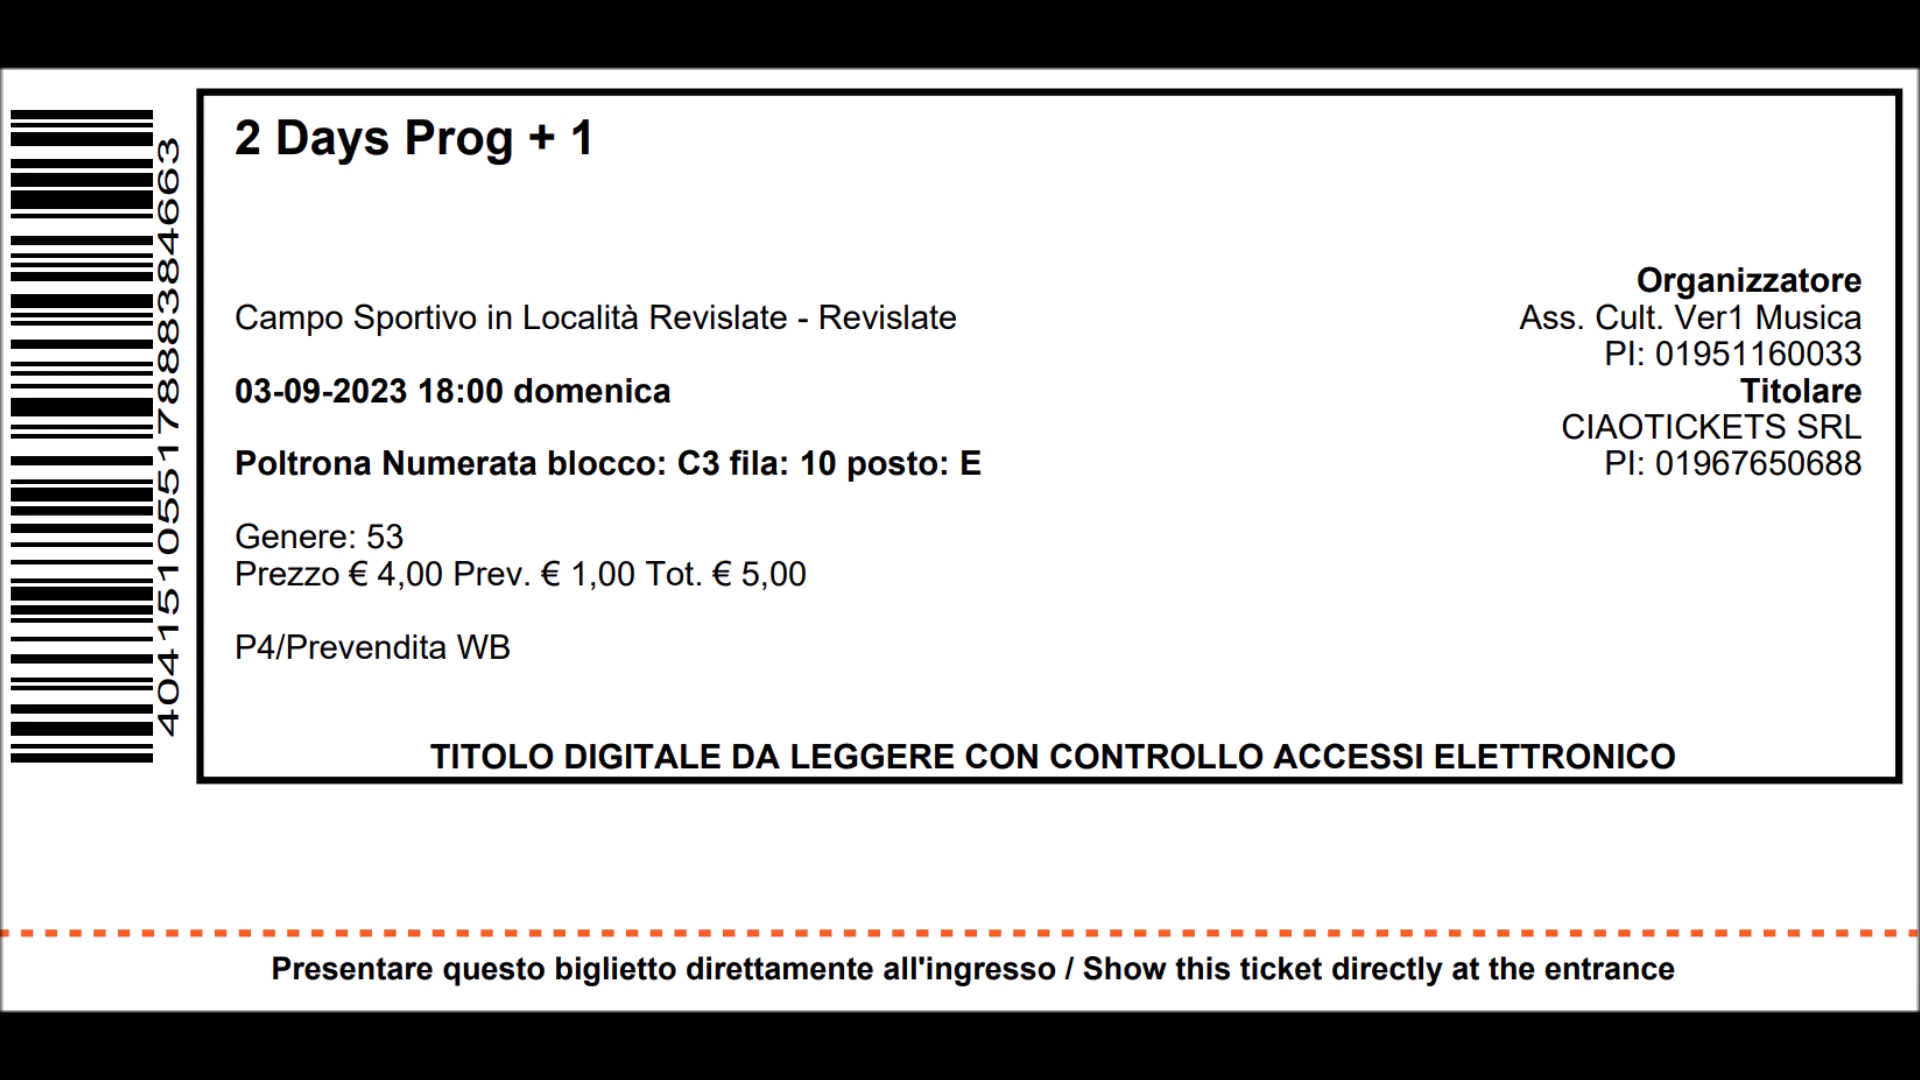 2 Days Prog + 1
Campo Sportivo in Località Revislate - Revislate
03-09-2023 18:00 domenica
Poltrona Numerata blocco: C3 fila: 10 posto: E
Genere: 53
Prezzo € 4,00 Prev. € 1,00 Tot. € 5,00
P4/Prevendita WB
Organizzatore
Ass. Cult. Ver1 Musica
PI: 01951160033
Titolare
CIAOTICKETS SRL
PI: 01967650688
TITOLO DIGITALE DA LEGGERE CON CONTROLLO ACCESSI ELETTRONICO
40415105517888384663
Presentare questo biglietto direttamente all'ingresso / Show this ticket directly at the entrance